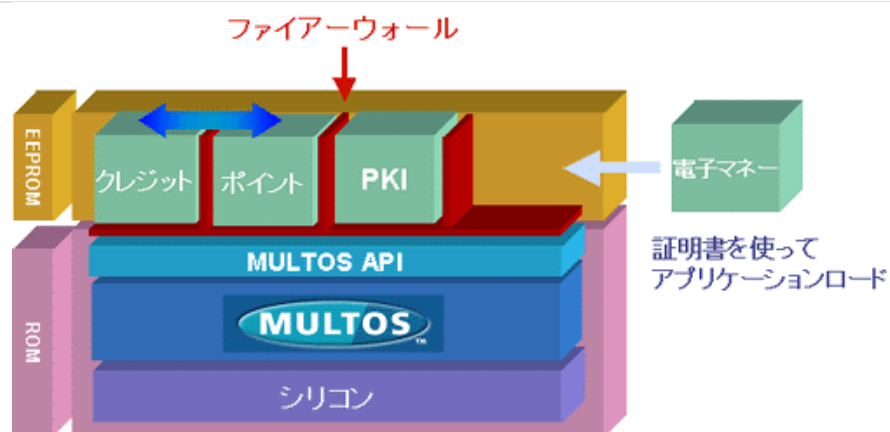 ファイアーウォール
EEPROM
クレジット
ポイント
PKI
電子マネー
証明書を使って
アプリケーションロード
MULTOS API
ROM
MULTOS™
シリコン